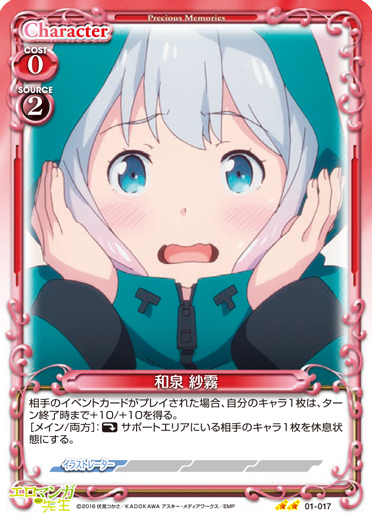 Precious Memories
Character
COST
0
SOURCE
2
和泉 紗霧
相手のイベントカードがプレイされた場合、自分のキャラ1枚は、ター
ン終了時まで+10/+10を得る。
[メイン/両方]: サポートエリアにいる相手のキャラ1枚を休息状
態にする。
イラストレーター
エロマンガ
先生
01-017
©2016 伏見つかさ/KADOKAWA アスキー・メディアワークス/EMP